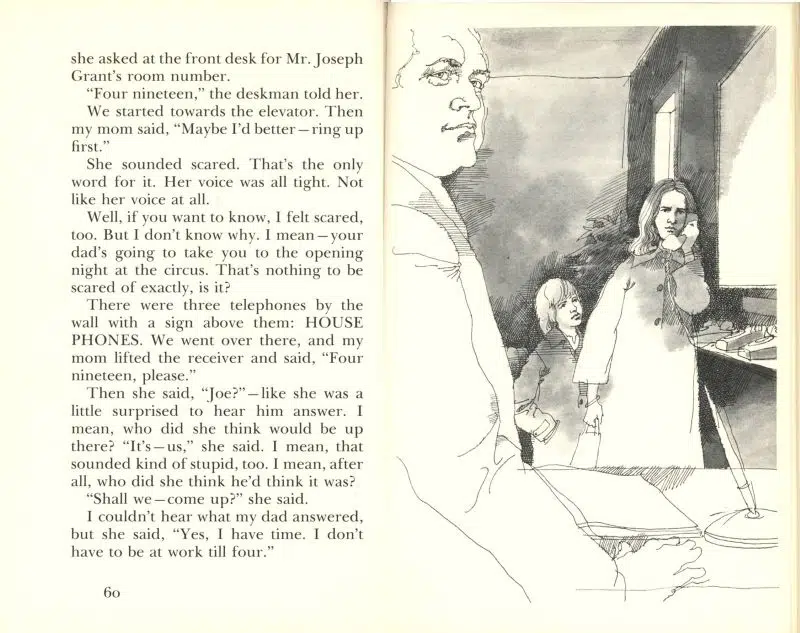 she asked at the front desk for Mr. Joseph
Grant's room number.
"Four nineteen," the deskman told her.
We started towards the elevator. Then
my mom said, "Maybe I'd better—ring up
first."
She sounded scared. That's the only
word for it. Her voice was all tight. Not
like her voice at all.
Well, if you want to know, I felt scared,
too. But I don't know why. I mean—your
dad's going to take you to the opening
night at the circus. That's nothing to be
scared of exactly, is it?
There were three telephones by the
wall with a sign above them: HOUSE
PHONES. We went over there, and my
mom lifted the receiver and said, "Four
nineteen, please."
Then she said, "Joe?"—like she was a
little surprised to hear him answer. I
mean, who did she think would be up
there? "It's—us," she said. I mean, that
sounded kind of stupid, too. I mean, after
all, who did she think he'd think it was?
"Shall we—come up?" she said.
I couldn't hear what my dad answered,
but she said, "Yes, I have time. I don't
have to be at work till four."
60